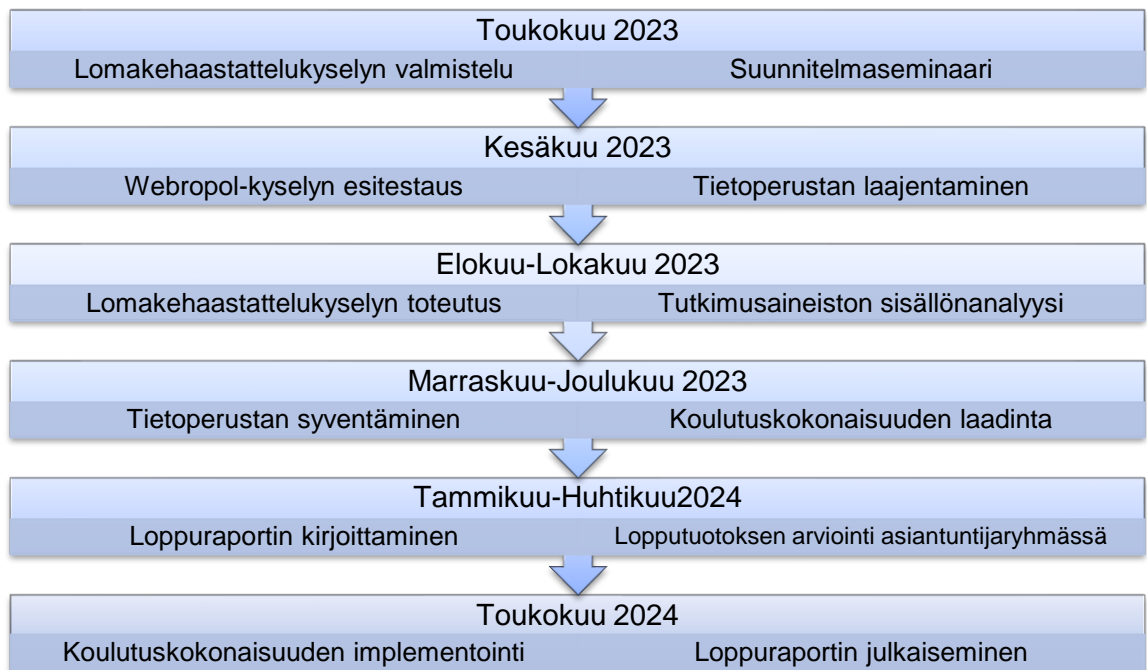 Toukokuu 2023
Lomakehaastattelukyselyn valmistelu Suunnitelmaseminaari
Kesäkuu 2023
Webropol-kyselyn esitestaus Tietoperustan laajentaminen
Elokuu-Lokakuu 2023
Lomakehaastattelukyselyn toteutus Tutkimusaineiston sisällönanalyysi
Marraskuu-Joulukuu 2023
Tietoperustan syventäminen Koulutuskokonaisuuden laadinta
Tammikuu-Huhtikuu2024
Loppuraportin kirjoittaminen Lopputuotoksen arviointi asiantuntijaryhmässä
Toukokuu 2024
Koulutuskokonaisuuden implementointi Loppuraportin julkaiseminen